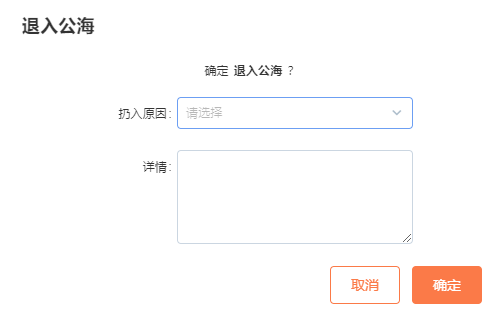 退入公海
确定 退入公海 ？
扔入原因:
请选择
详情:
取消
确定